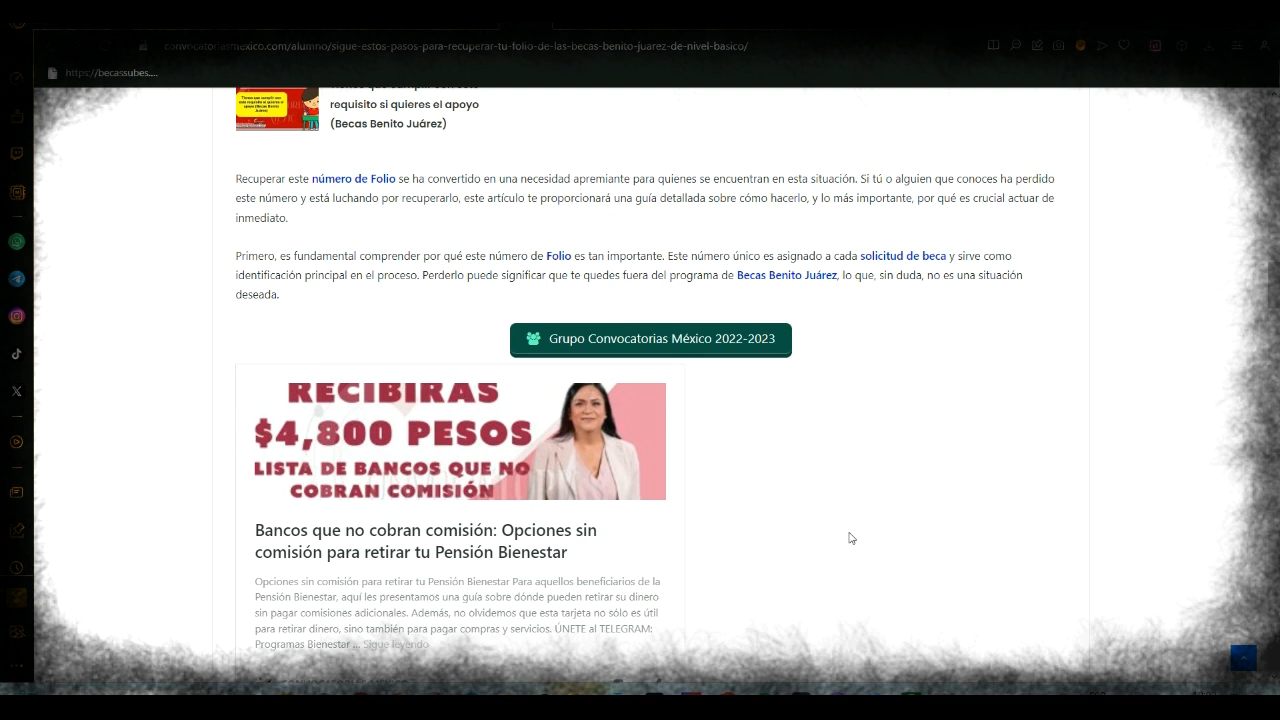 convocatoriasmexico.com/alumno/sigue-estos-pasos-para-recuperar-tu-folio-de-las-becas-benito-juarez-de-nivel-basico/
https://becassubes....
requisito si quieres el apoyo
(Becas Benito Juárez)
Recuperar este número de Folio se ha convertido en una necesidad apremiante para quienes se encuentran en esta situación. Si tú o alguien que conoces ha perdido
este número y está luchando por recuperarlo, este artículo te proporcionará una guía detallada sobre cómo hacerlo, y lo más importante, por qué es crucial actuar de
inmediato.
Primero, es fundamental comprender por qué este número de Folio es tan importante. Este número único es asignado a cada solicitud de beca y sirve como
identificación principal en el proceso. Perderlo puede significar que te quedes fuera del programa de Becas Benito Juárez, lo que, sin duda, no es una situación
deseada.
Grupo Convocatorias México 2022-2023
RECIBIRAS
$4,800 PESOS
LISTA DE BANCOS QUE NO
COBRAN COMISIÓN
Bancos que no cobran comisión: Opciones sin
comisión para retirar tu Pensión Bienestar
Opciones sin comisión para retirar tu Pensión Bienestar Para aquellos beneficiarios de la
Pensión Bienestar, aquí les presentamos una guía sobre dónde pueden retirar su dinero
sin pagar comisiones adicionales. Además, no olvidemos que esta tarjeta no sólo es útil
para retirar dinero, sino también para pagar compras y servicios. ÚNETE al TELEGRAM:
Programas Bienestar ... Sigue leyendo